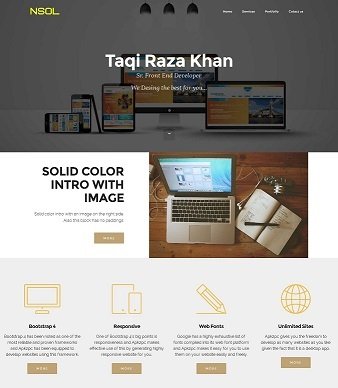 NSOL
Home Services Portfolio Cotact us
Taqi Raza Khan
Sr. Front End Developer
We Desing the best for you...
SOLID COLOR
INTRO WITH
IMAGE
Solid color intro with an image on the right side.
Also this block has no paddings
MORE
Bootstrap 4
Bootstrap 4 has been noted as one of the
most reliable and proven frameworks
and Apk2pc has been equipped to
develop websites using this framework.
MORE
Responsive
One of Bootstrap 4's big points is
responsiveness and Apk2pc makes
effective use of this by generating highly
responsive website for you.
MORE
Web Fonts
Google has a highly exhaustive list of
fonts compiled into its web font platform
and Apk2pc makes it easy for you to use
them on your website easily and freely.
MORE
Unlimited Sites
Apk2pc gives you the freedom to
develop as many websites as you like
given the fact that it is a desktop app.
MORE